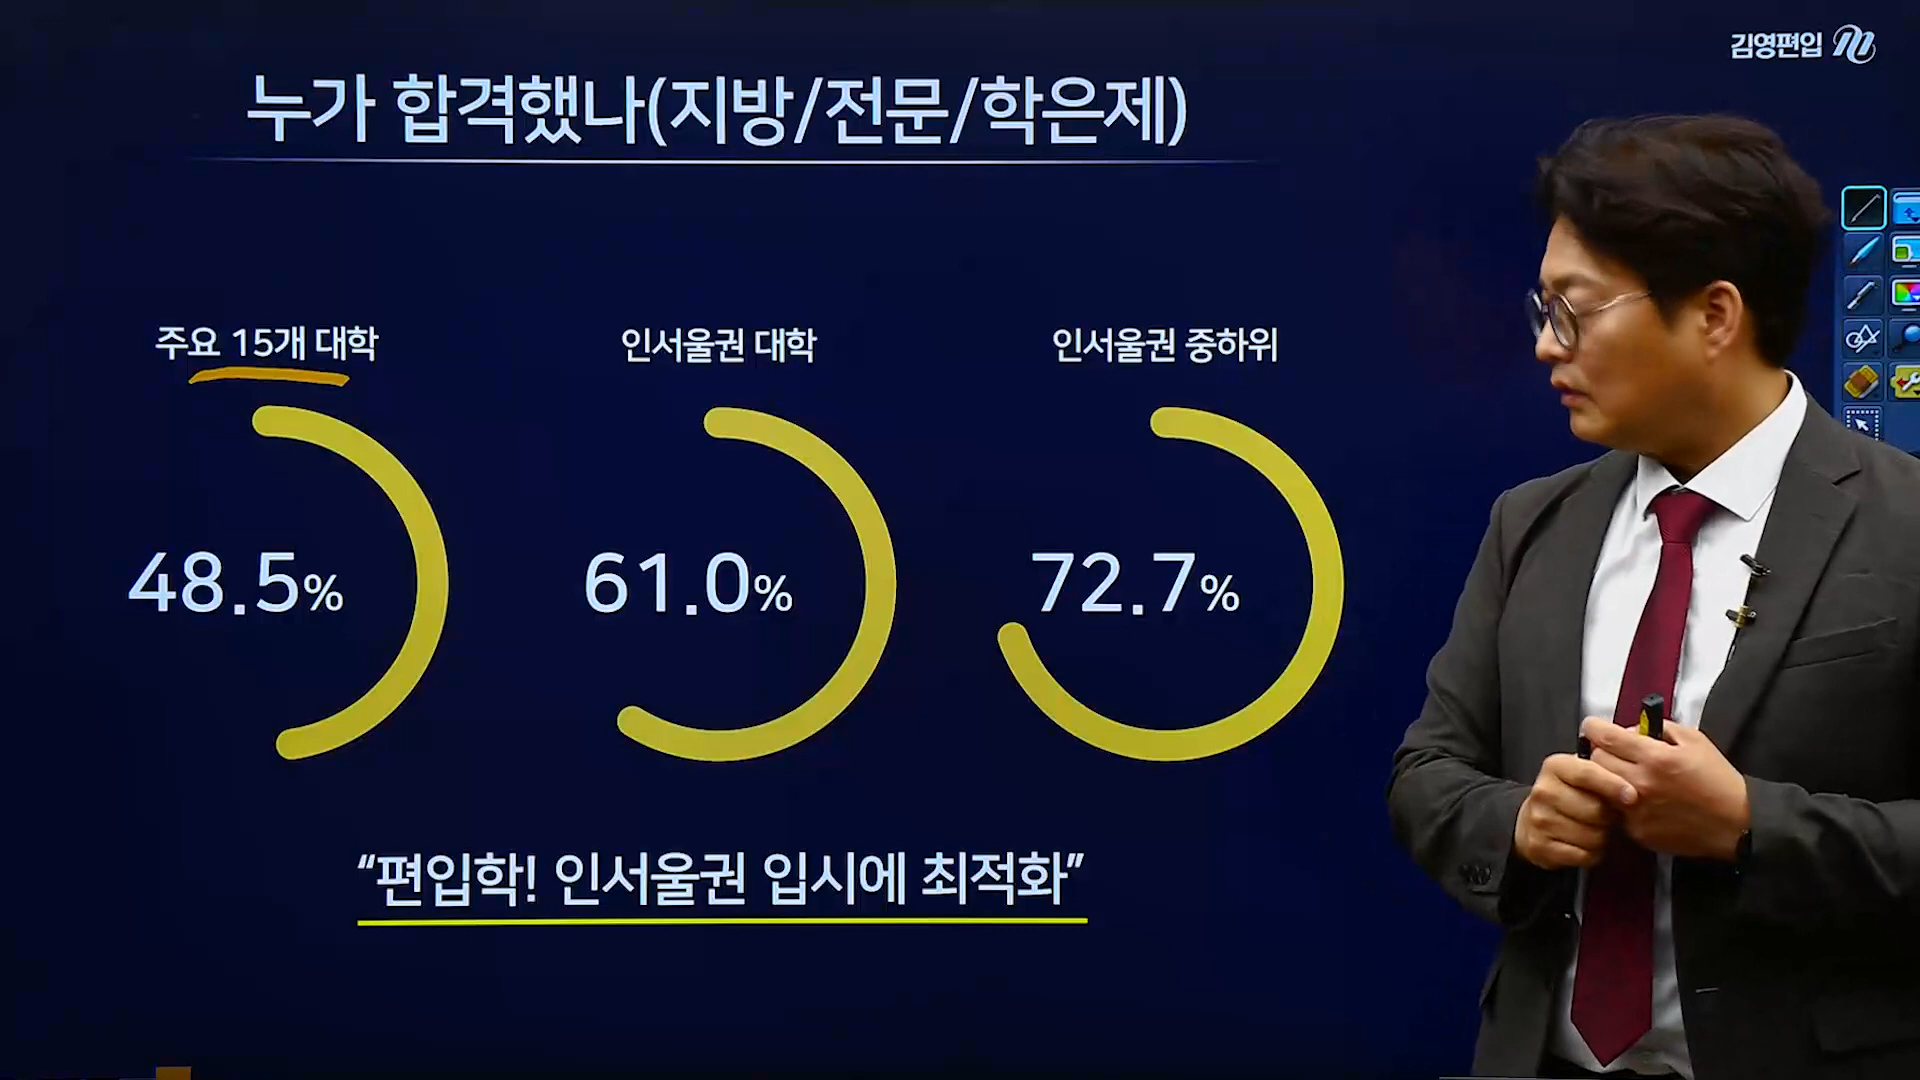 김영편입
누가 합격했나(지방/전문/학은제)
주요 15개 대학
인서울권 대학
인서울권 중하위
48.5%
61.0%
72.7%
“편입학! 인서울권 입시에 최적화”